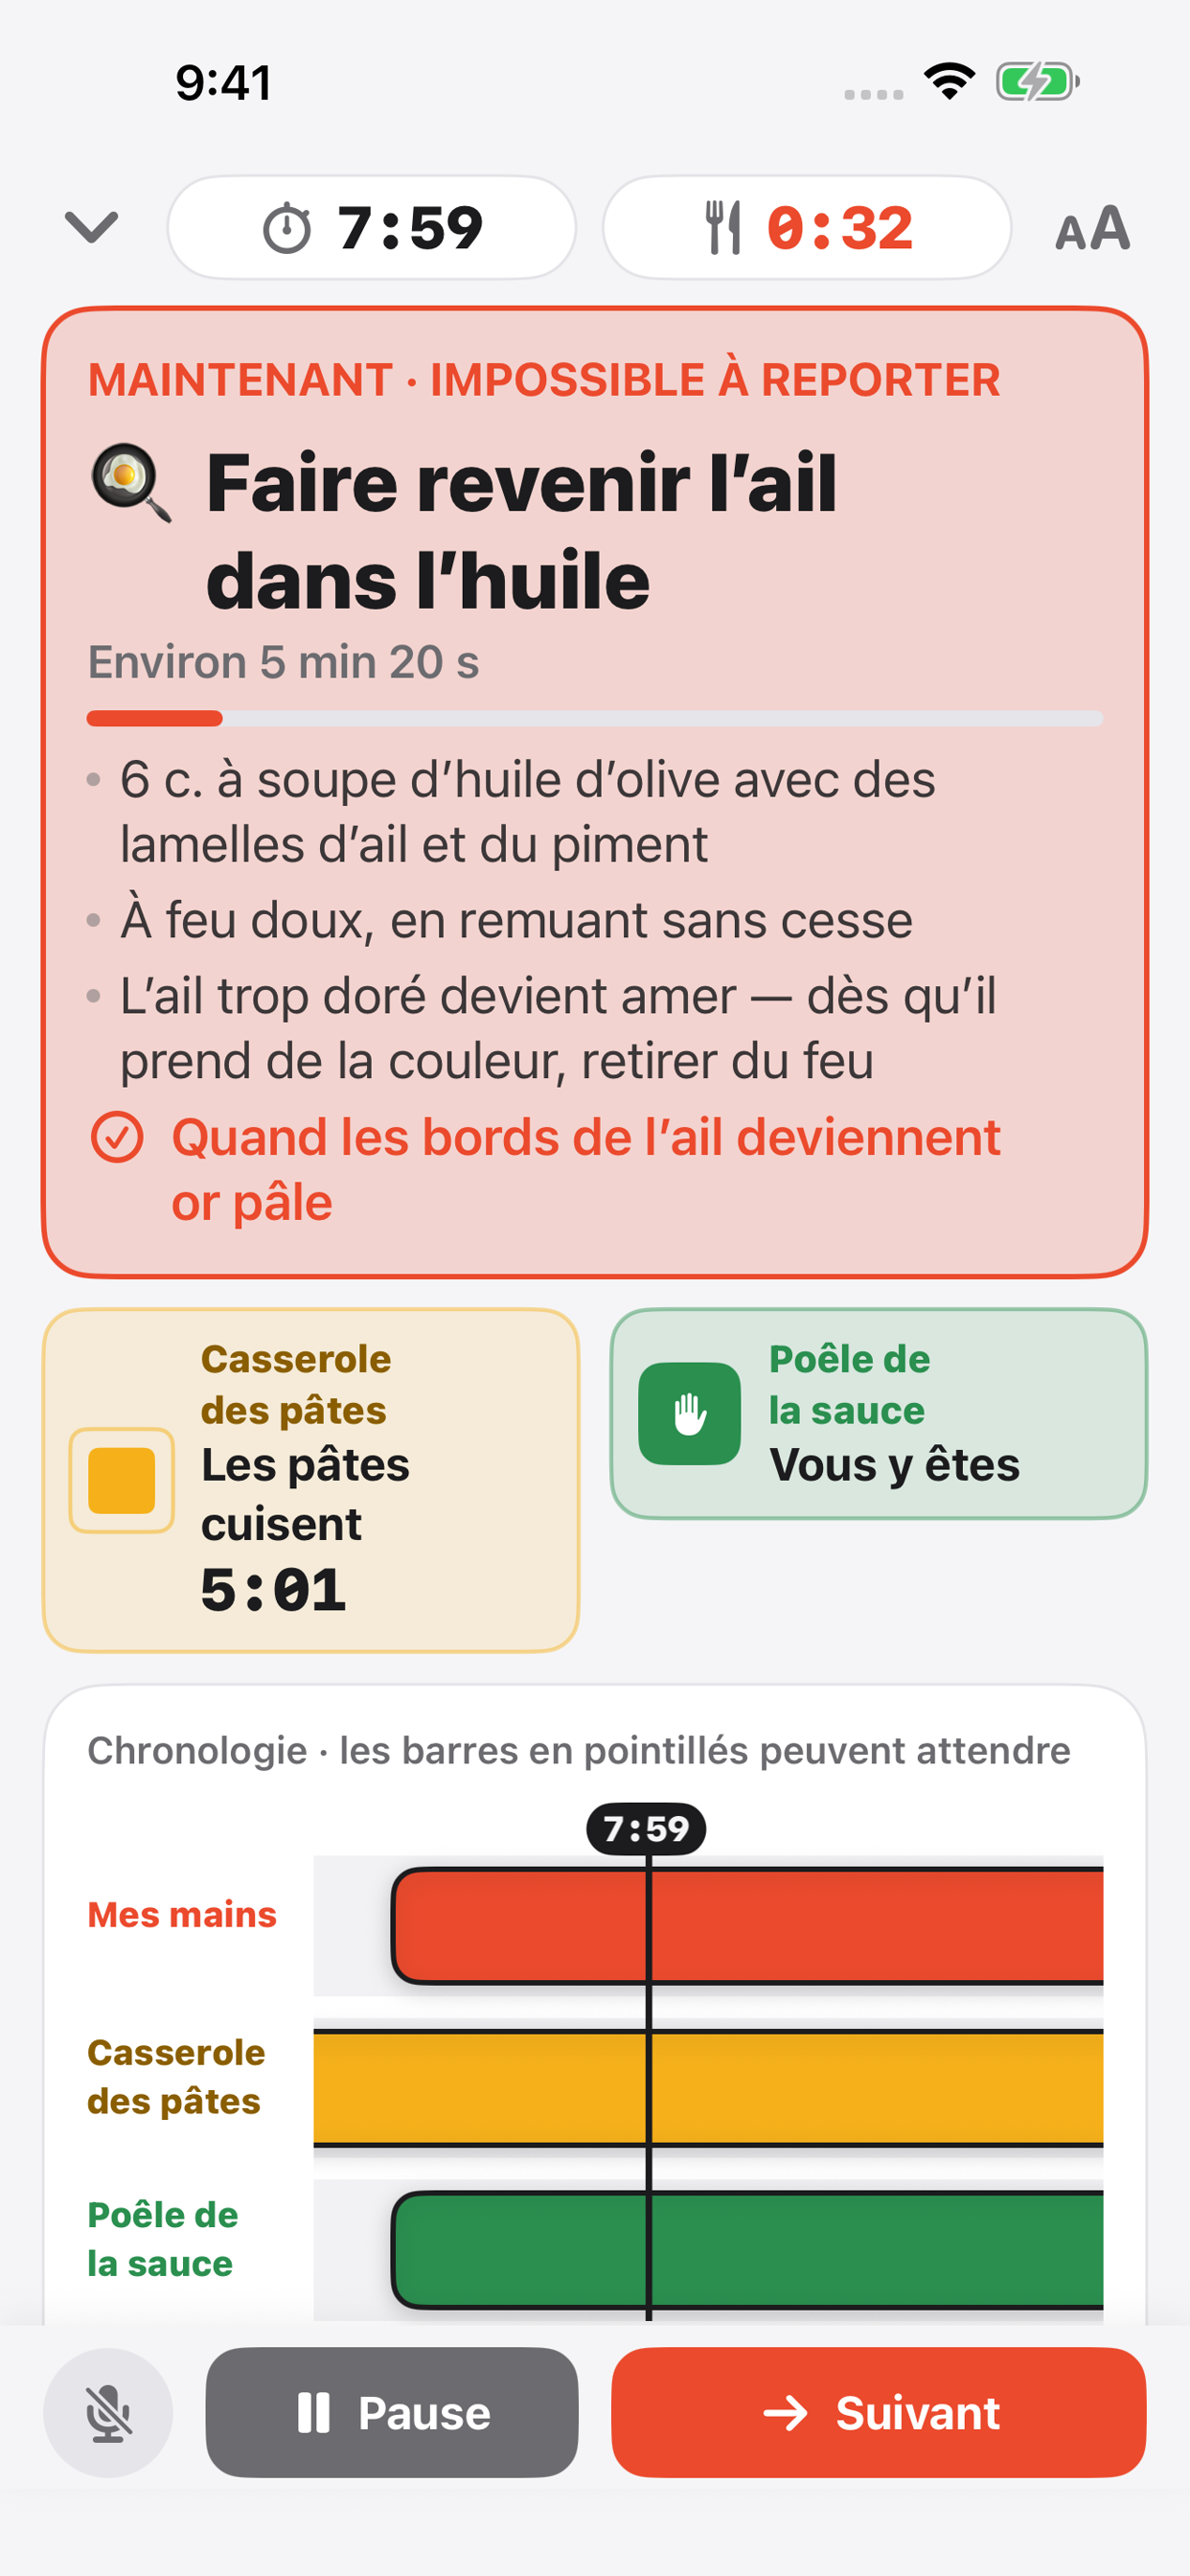 9:41
7:59
0:32
AA
MAINTENANT · IMPOSSIBLE À REPORTER
Faire revenir l’ail
dans l’huile
Environ 5 min 20 s
• 6 c. à soupe d’huile d’olive avec des
lamelles d’ail et du piment
• À feu doux, en remuant sans cesse
• L’ail trop doré devient amer — dès qu’il
prend de la couleur, retirer du feu
Quand les bords de l’ail deviennent
or pâle
Casserole
des pâtes
Les pâtes
cuisent
5:01
Poêle de
la sauce
Vous y êtes
Chronologie · les barres en pointillés peuvent attendre
7:59
Mes mains
Casserole
des pâtes
Poêle de
la sauce
Pause
Suivant